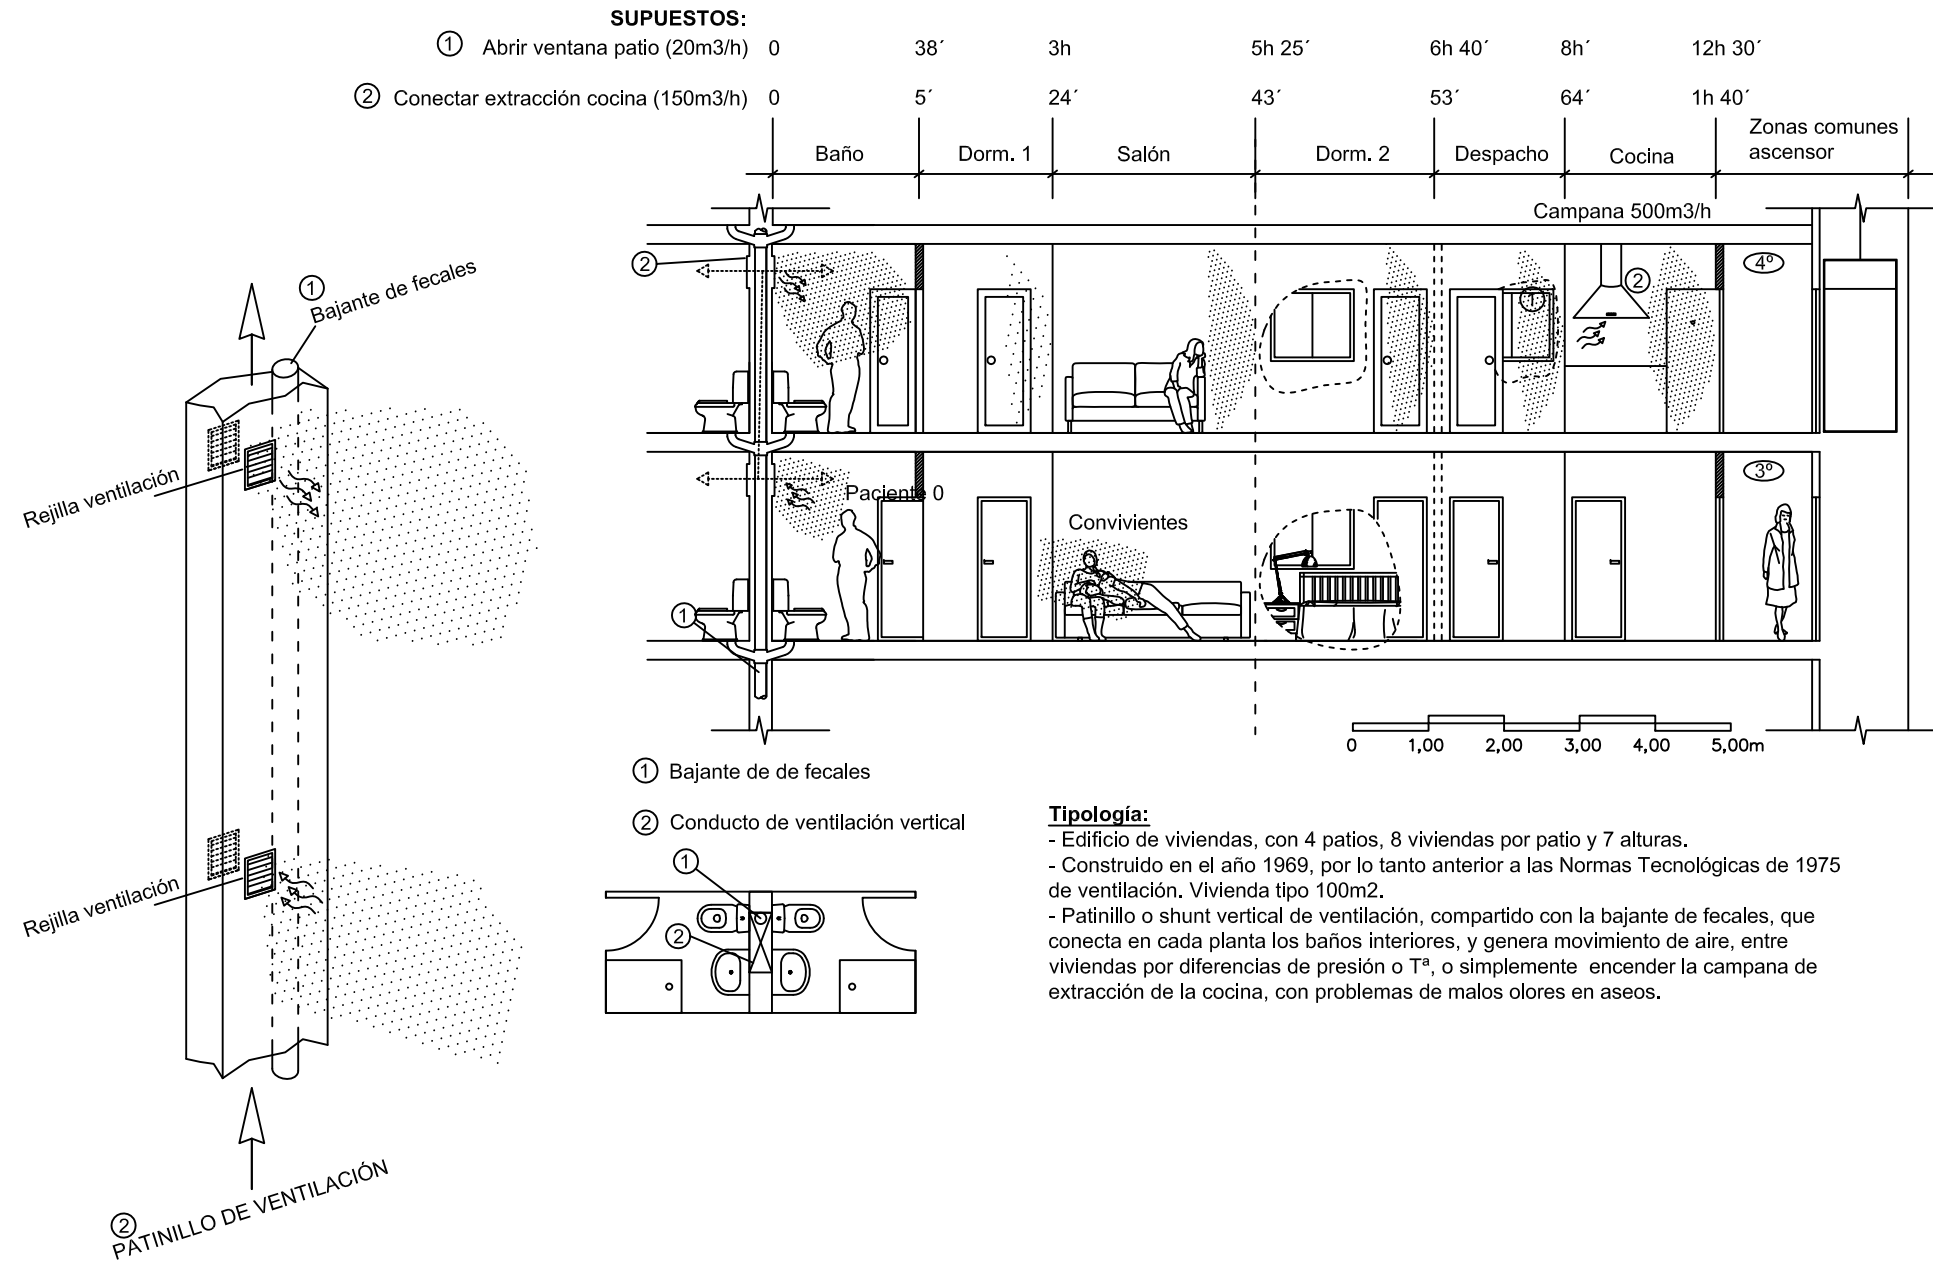 SUPUESTOS:
① Abrir ventana patio (20m3/h) 0 38´ 3h 5h 25´ 6h 40´ 8h´ 12h 30´
② Conectar extracción cocina (150m3/h) 0 5´ 24´ 43´ 53´ 64´ 1h 40´
Baño Dorm. 1 Salón Dorm. 2 Despacho Cocina Zonas comunes
ascensor
Campana 500m3/h
② ① ② 4º
3º
Paciente 0
Convivientes
①
0 1,00 2,00 3,00 4,00 5,00m
①
Bajante de fecales
Rejilla ventilación
Rejilla ventilación
②
PATINILLO DE VENTILACIÓN
① Bajante de de fecales
② Conducto de ventilación vertical
①
②
Tipología:
- Edificio de viviendas, con 4 patios, 8 viviendas por patio y 7 alturas.
- Construido en el año 1969, por lo tanto anterior a las Normas Tecnológicas de 1975
de ventilación. Vivienda tipo 100m2.
- Patinillo o shunt vertical de ventilación, compartido con la bajante de fecales, que
conecta en cada planta los baños interiores, y genera movimiento de aire, entre
viviendas por diferencias de presión o Tª, o simplemente encender la campana de
extracción de la cocina, con problemas de malos olores en aseos.